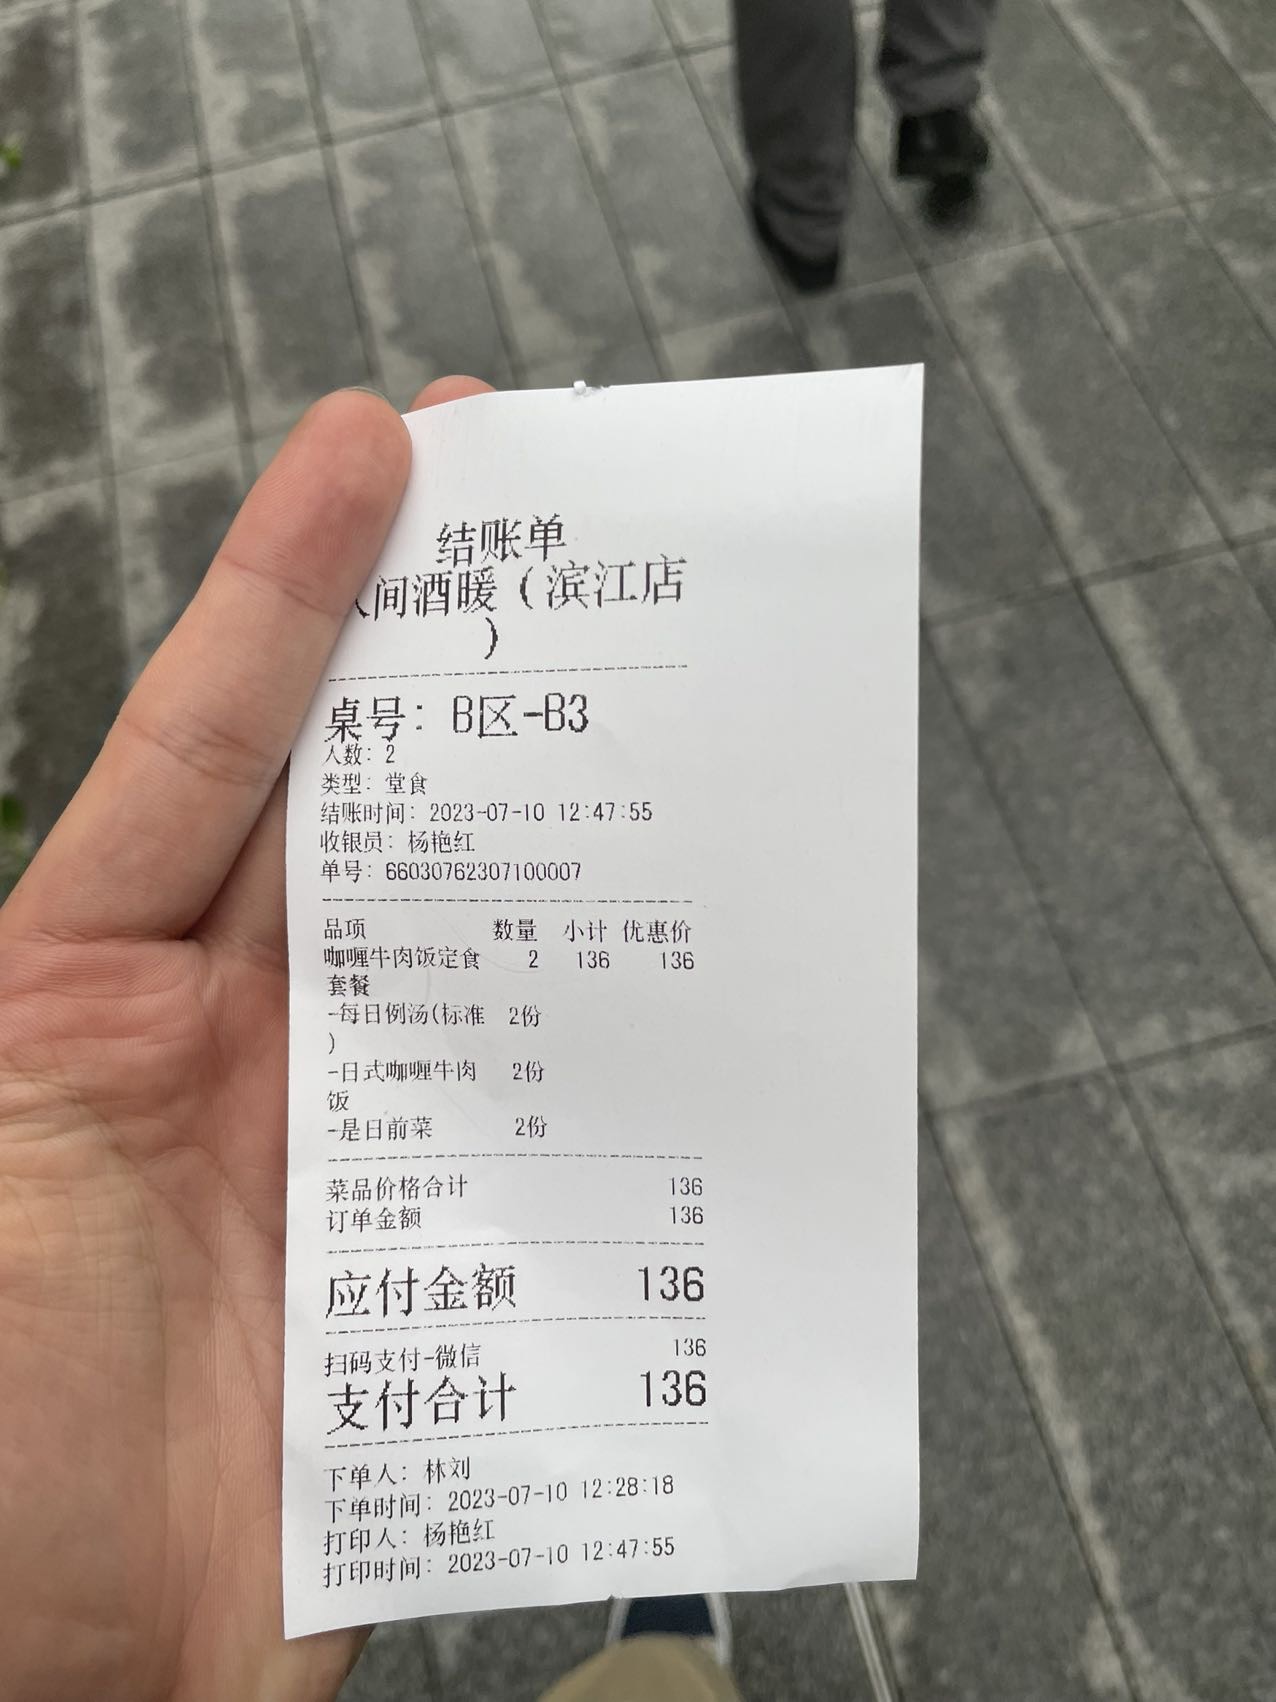 结账单
人间酒暖（滨江店
）
桌号：B区-B3
人数：2
类型：堂食
结账时间：2023-07-10 12:47:55
收银员：杨艳红
单号：66030762307100007
品项 数量 小计 优惠价
咖喱牛肉饭定食 2 136 136
套餐
-每日例汤(标准 2份
)
-日式咖喱牛肉 2份
饭
-是日前菜 2份
菜品价格合计 136
订单金额 136
应付金额 136
扫码支付-微信 136
支付合计 136
下单人：林刘
下单时间：2023-07-10 12:28:18
打印人：杨艳红
打印时间：2023-07-10 12:47:55